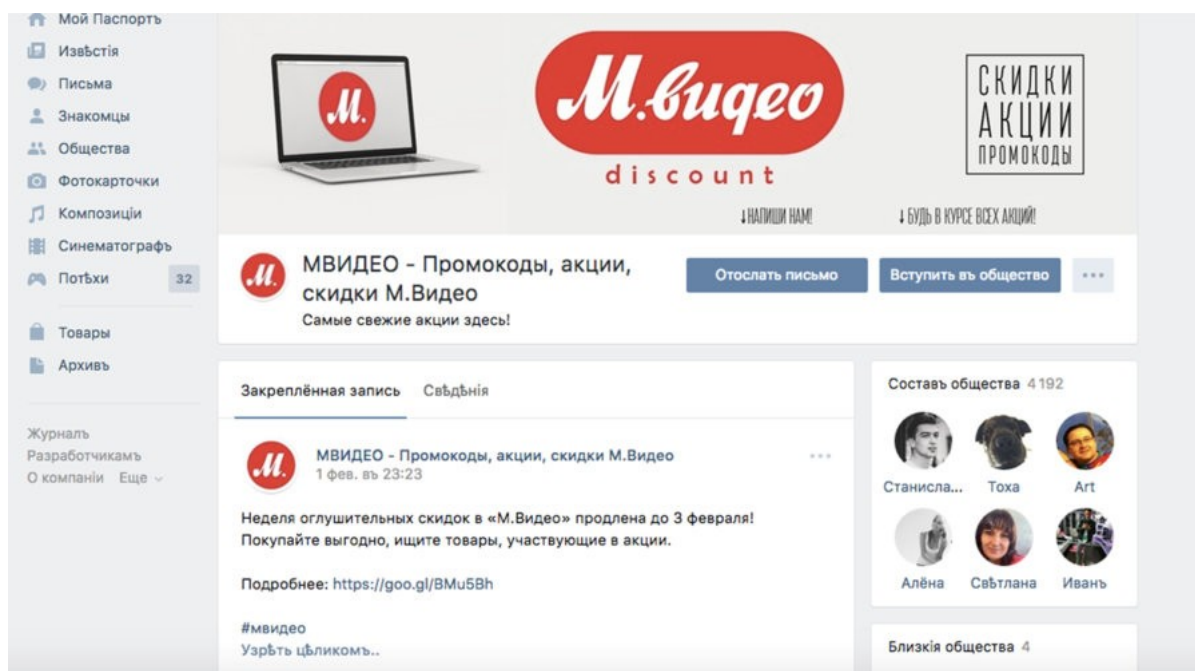 Мой Паспортъ
Извѣстія
Письма
Знакомцы
Общества
Фотокарточки
Композиціи
Синематографъ
Потѣхи 32
Товары
Архивъ
Журналъ
Разработчикамъ
О компаніи Еще
М.
М.видео
discount
СКИДКИ
АКЦИИ
ПРОМОКОДЫ
↓НАПИШИ НАМ!
↓ БУДЬ В КУРСЕ ВСЕХ АКЦИЙ!
М.
МВИДЕО - Промокоды, акции,
скидки М.Видео
Самые свежие акции здесь!
Отослать письмо
Вступить въ общество
Закреплённая запись Свѣдѣнія
М.
МВИДЕО - Промокоды, акции, скидки М.Видео
1 фев. въ 23:23
Неделя оглушительных скидок в «М.Видео» продлена до 3 февраля!
Покупайте выгодно, ищите товары, участвующие в акции.
Подробнее: https://goo.gl/BMu5Bh
#мвидео
Узрѣть цѣликомъ..
Составъ общества 4 192
Станисла... Тоха Art
Алёна Свѣтлана Иванъ
Близкія общества 4